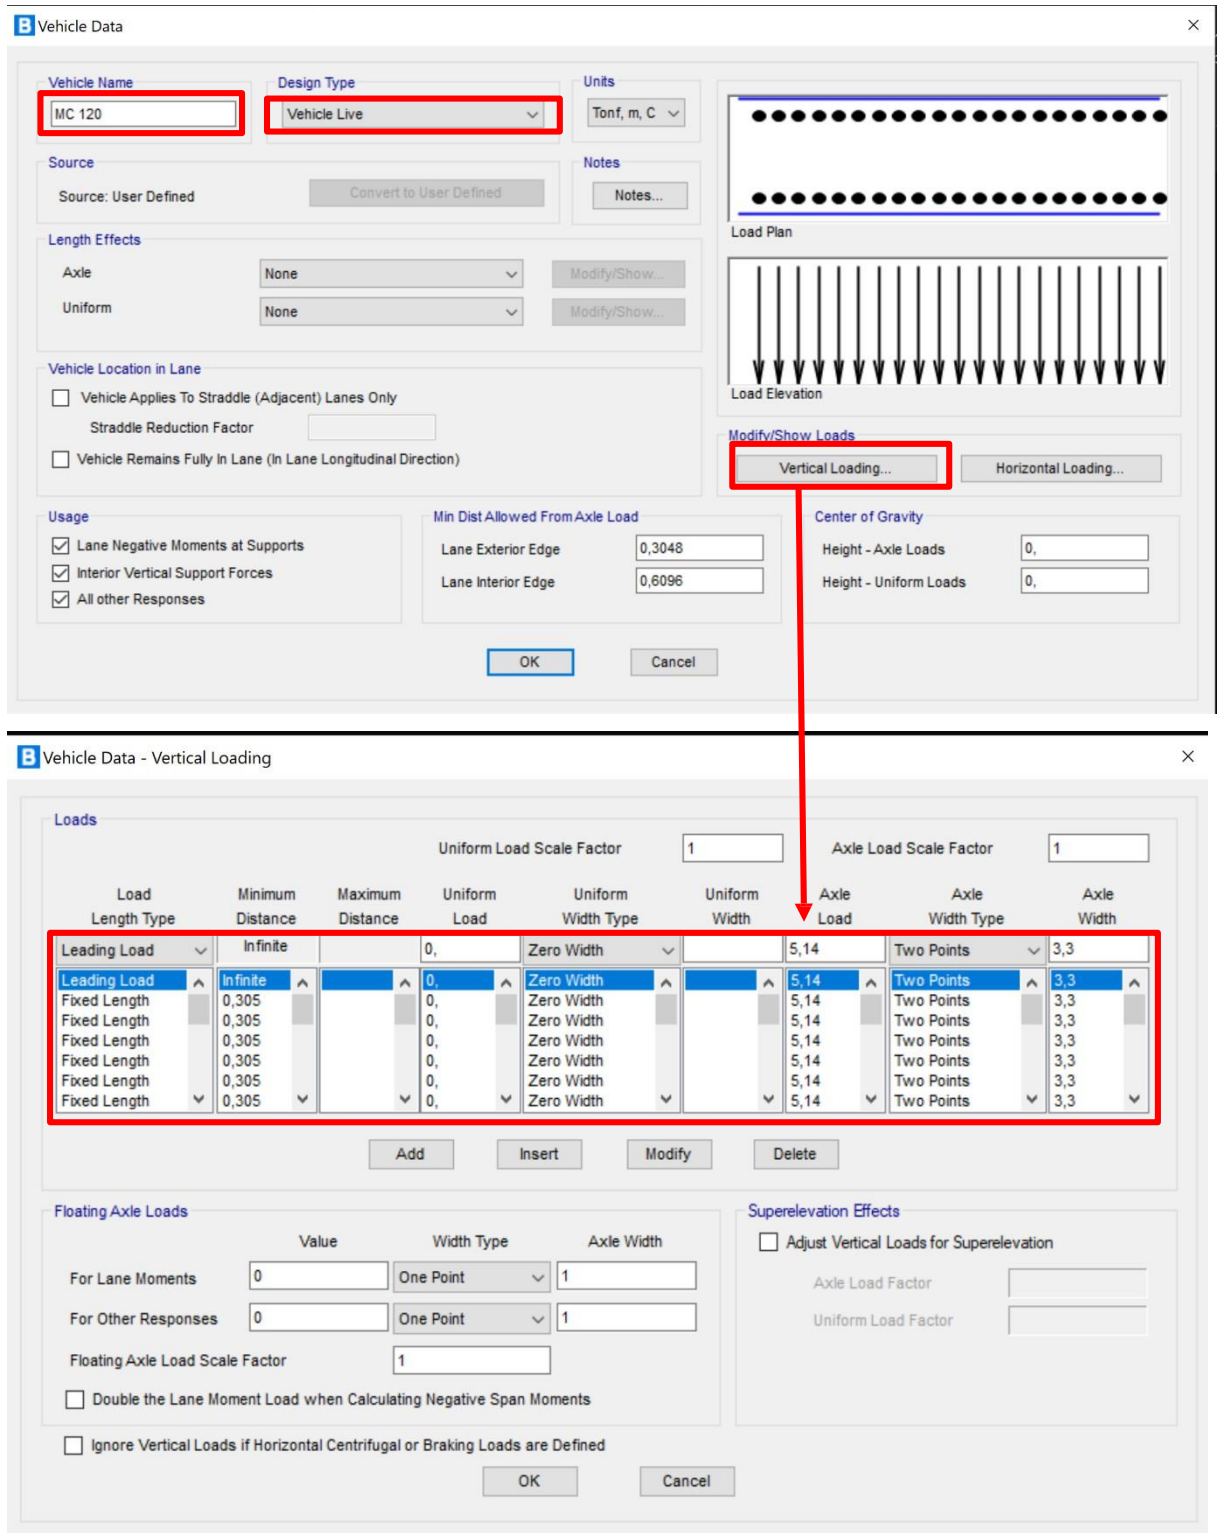 B Vehicle Data
Vehicle Name
Design Type
Units
MC 120
Vehicle Live
Tonf, m, C
Source
Source: User Defined
Convert to User Defined
Notes
Notes...
Load Plan
Length Effects
Axle
None
Modify/Show...
Uniform
None
Modify/Show...
Load Elevation
Vehicle Location in Lane
Vehicle Applies To Straddle (Adjacent) Lanes Only
Straddle Reduction Factor
Vehicle Remains Fully In Lane (In Lane Longitudinal Direction)
Modify/Show Loads
Vertical Loading...
Horizontal Loading...
Usage
Lane Negative Moments at Supports
Interior Vertical Support Forces
All other Responses
Min Dist Allowed From Axle Load
Lane Exterior Edge
0,3048
Lane Interior Edge
0,6096
Center of Gravity
Height - Axle Loads
0,
Height - Uniform Loads
0,
OK
Cancel
B Vehicle Data - Vertical Loading
Loads
Uniform Load Scale Factor
1
Axle Load Scale Factor
1
Load Minimum Maximum Uniform Uniform Uniform Axle Axle Axle
Length Type Distance Distance Load Width Type Width Load Width Type Width
Leading Load Infinite 0, Zero Width 5,14 Two Points 3,3
Leading Load Infinite 0, Zero Width 5,14 Two Points 3,3
Fixed Length 0,305 0, Zero Width 5,14 Two Points 3,3
Fixed Length 0,305 0, Zero Width 5,14 Two Points 3,3
Fixed Length 0,305 0, Zero Width 5,14 Two Points 3,3
Fixed Length 0,305 0, Zero Width 5,14 Two Points 3,3
Fixed Length 0,305 0, Zero Width 5,14 Two Points 3,3
Fixed Length 0,305 0, Zero Width 5,14 Two Points 3,3
Add
Insert
Modify
Delete
Floating Axle Loads
Value Width Type Axle Width
For Lane Moments 0 One Point 1
For Other Responses 0 One Point 1
Floating Axle Load Scale Factor 1
Double the Lane Moment Load when Calculating Negative Span Moments
Superelevation Effects
Adjust Vertical Loads for Superelevation
Axle Load Factor
Uniform Load Factor
Ignore Vertical Loads if Horizontal Centrifugal or Braking Loads are Defined
OK
Cancel